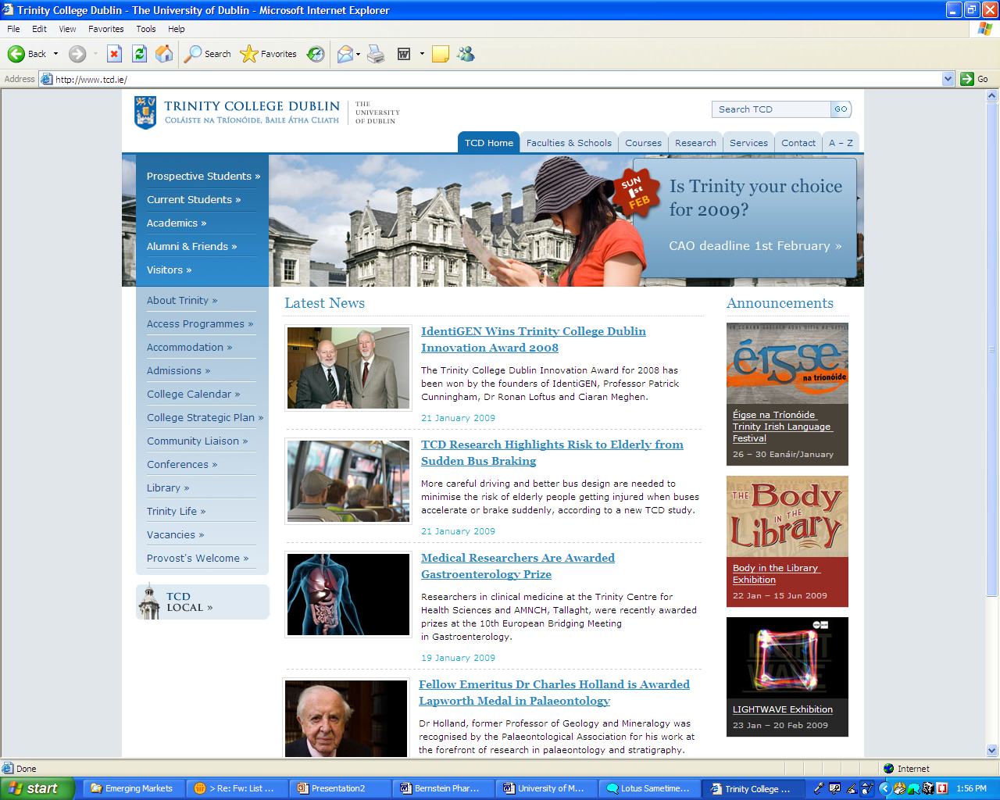 Trinity College Dublin - The University of Dublin - Microsoft Internet Explorer
File Edit View Favorites Tools Help
Back Search Favorites
Address http://www.tcd.ie/ Go
TRINITY COLLEGE DUBLIN
COLÁISTE NA TRÍONÓIDE, BAILE ÁTHA CLIATH
THE
UNIVERSITY
OF DUBLIN
Search TCD GO
TCD Home Faculties & Schools Courses Research Services Contact A – Z
Prospective Students »
Current Students »
Academics »
Alumni & Friends »
Visitors »
SUN
1st
FEB
Is Trinity your choice
for 2009?
CAO deadline 1st February »
About Trinity »
Access Programmes »
Accommodation »
Admissions »
College Calendar »
College Strategic Plan »
Community Liaison »
Conferences »
Library »
Trinity Life »
Vacancies »
Provost's Welcome »
TCD
LOCAL »
Latest News
IdentiGEN Wins Trinity College Dublin
Innovation Award 2008
The Trinity College Dublin Innovation Award for 2008 has
been won by the founders of IdentiGEN, Professor Patrick
Cunningham, Dr Ronan Loftus and Ciaran Meghen.
21 January 2009
TCD Research Highlights Risk to Elderly from
Sudden Bus Braking
More careful driving and better bus design are needed to
minimise the risk of elderly people getting injured when buses
accelerate or brake suddenly, according to a new TCD study.
21 January 2009
Medical Researchers Are Awarded
Gastroenterology Prize
Researchers in clinical medicine at the Trinity Centre for
Health Sciences and AMNCH, Tallaght, were recently awarded
prizes at the 10th European Bridging Meeting
in Gastroenterology.
19 January 2009
Fellow Emeritus Dr Charles Holland is Awarded
Lapworth Medal in Palaeontology
Dr Holland, former Professor of Geology and Mineralogy was
recognised by the Palaeontological Association for his work at
the forefront of research in palaeontology and stratigraphy.
Announcements
éigse
na tríonóide
Éigse na Tríonóide
Trinity Irish Language
Festival
26 – 30 Eanáir/January
THE Body
IN THE
Library
Body in the Library
Exhibition
22 Jan – 15 Jun 2009
LIGHT
WAVE
LIGHTWAVE Exhibition
23 Jan – 20 Feb 2009
Done Internet
start Emerging Markets > Re: Fw: List ... Presentation2 Bernstein Phar... University of M... Lotus Sametime... Trinity College ... 1:56 PM